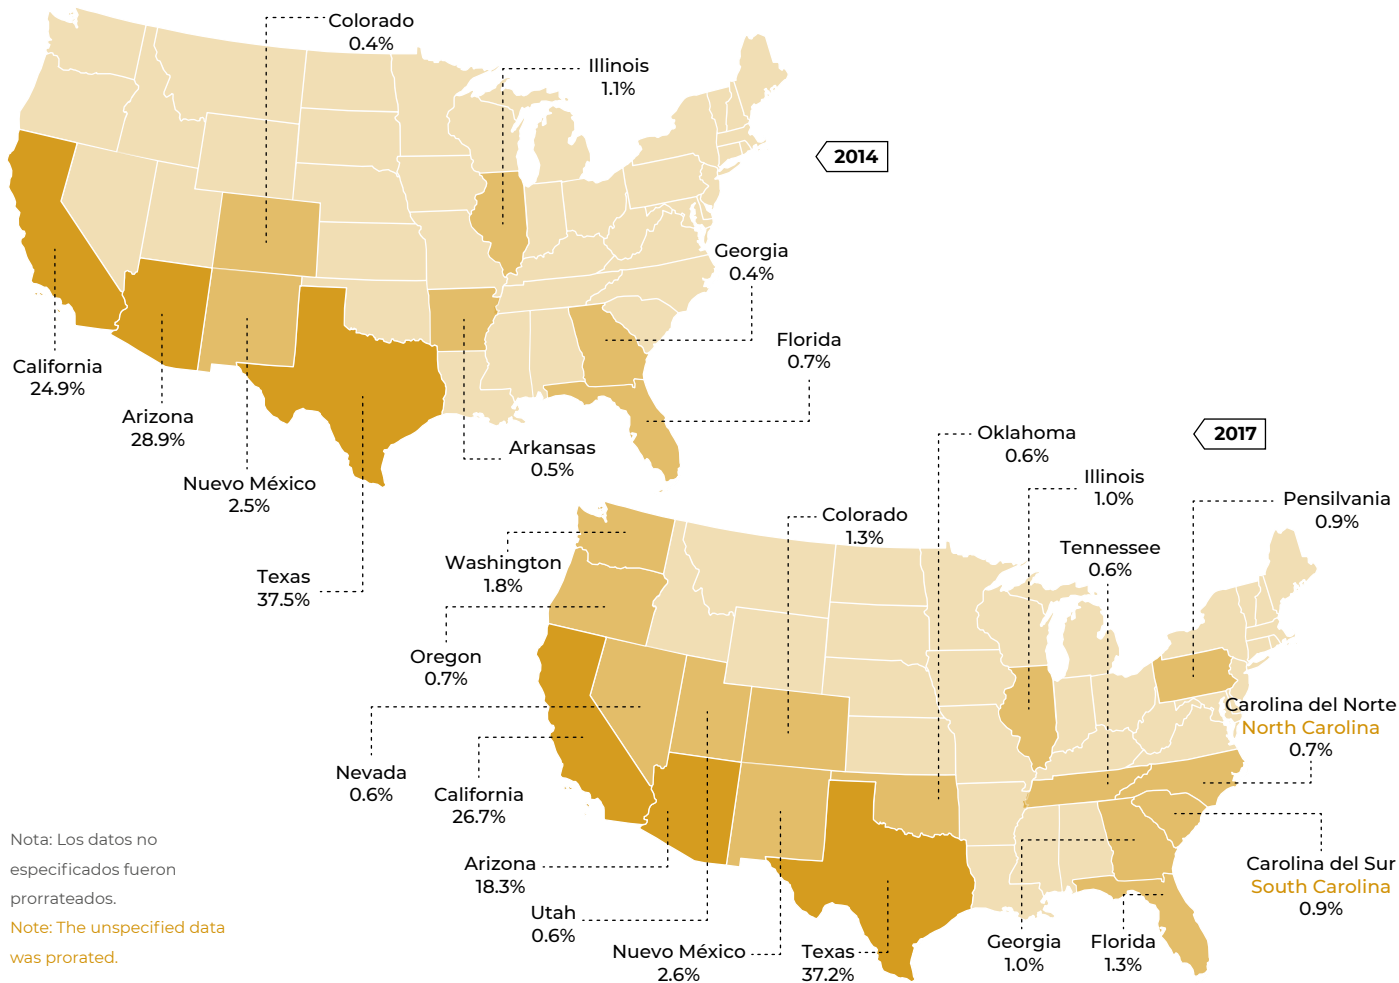 Colorado
0.4%
Illinois
1.1%
2014
Georgia
0.4%
Florida
0.7%
California
24.9%
Arizona
28.9%
Arkansas
0.5%
Nuevo México
2.5%
Texas
37.5%
2017
Oklahoma
0.6%
Illinois
1.0%
Pensilvania
0.9%
Colorado
1.3%
Tennessee
0.6%
Washington
1.8%
Oregon
0.7%
Carolina del Norte
North Carolina
0.7%
Nevada
0.6%
California
26.7%
Arizona
18.3%
Carolina del Sur
South Carolina
0.9%
Utah
0.6%
Nuevo México
2.6%
Texas
37.2%
Georgia
1.0%
Florida
1.3%
Nota: Los datos no
especificados fueron
prorrateados.
Note: The unspecified data
was prorated.